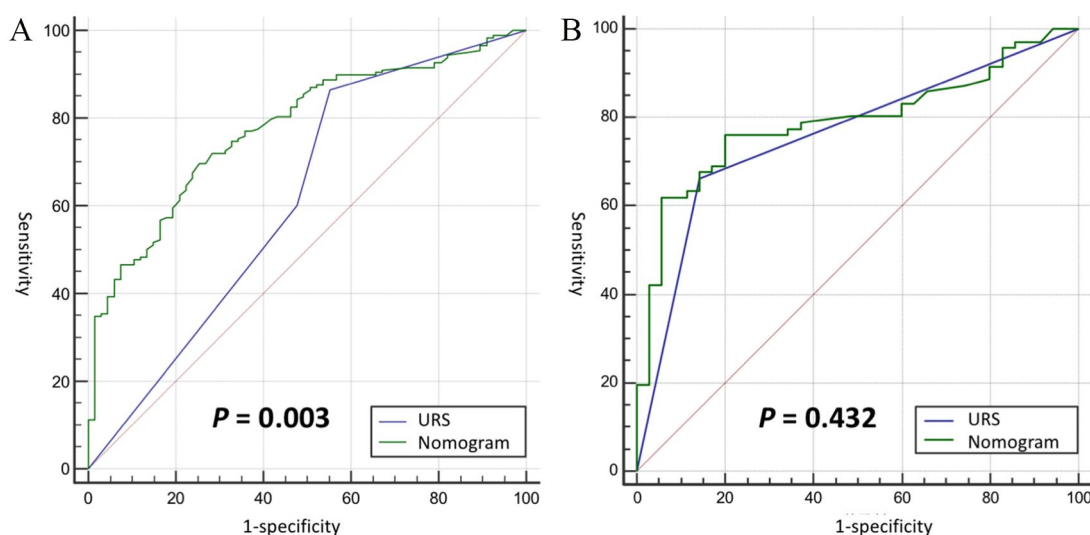 A
100
80
60
40
20
0
Sensitivity
P = 0.003
URS
Nomogram
0 20 40 60 80 100
1-specificity
B
100
80
60
40
20
0
Sensitivity
P = 0.432
URS
Nomogram
0 20 40 60 80 100
1-specificity